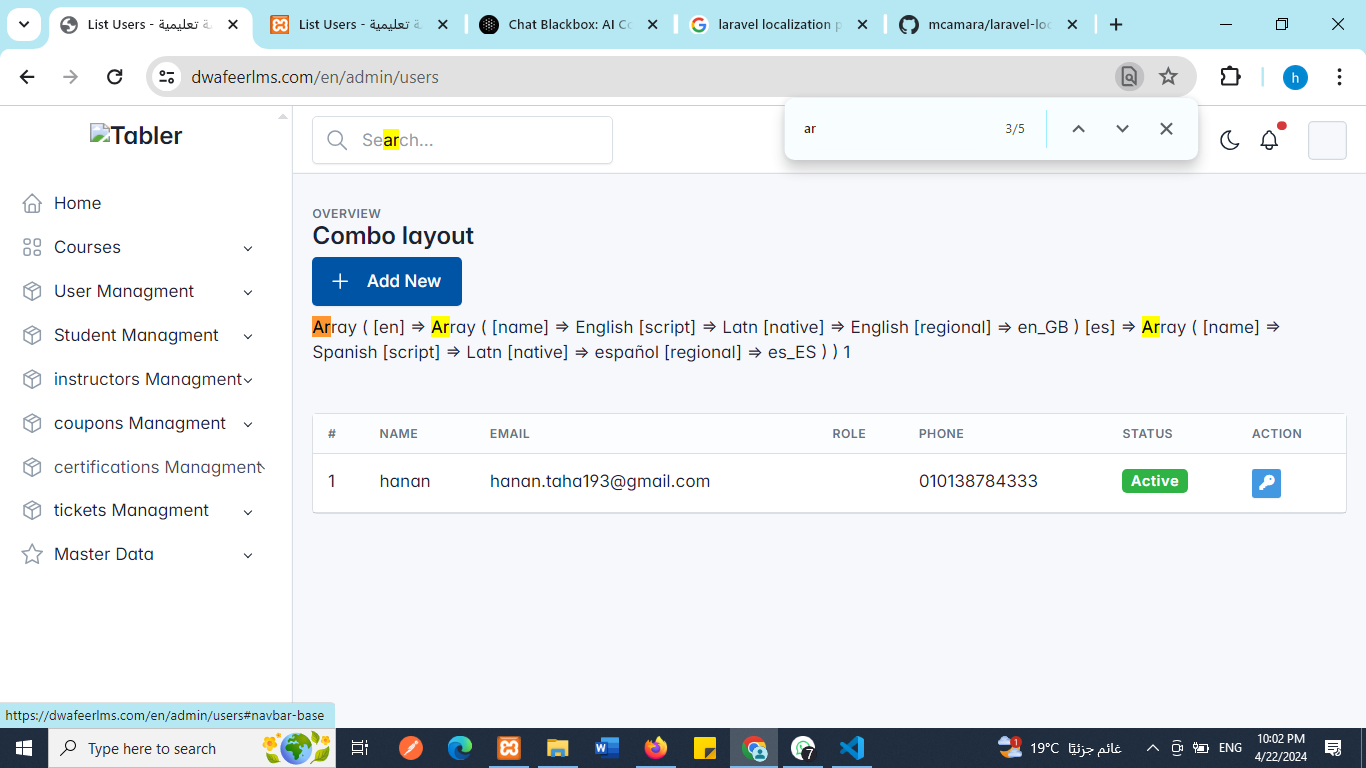 List Users - ة تعليمية
List Users - ة تعليمية
Chat Blackbox: AI Co
laravel localization p
mcamara/laravel-loc
dwafeerlms.com/en/admin/users
h
Tabler
Search...
ar
3/5
Home
Courses
User Managment
Student Managment
instructors Managment
coupons Managment
certifications Managment
tickets Managment
Master Data
OVERVIEW
Combo layout
Add New
Array ( [en] => Array ( [name] => English [script] => Latn [native] => English [regional] => en_GB ) [es] => Array ( [name] =>
Spanish [script] => Latn [native] => español [regional] => es_ES ) ) 1
# NAME EMAIL ROLE PHONE STATUS ACTION
1 hanan hanan.taha193@gmail.com 010138784333 Active
https://dwafeerlms.com/en/admin/users#navbar-base
Type here to search
1
19°C غائم جزئيًا
ENG
10:02 PM
4/22/2024
7